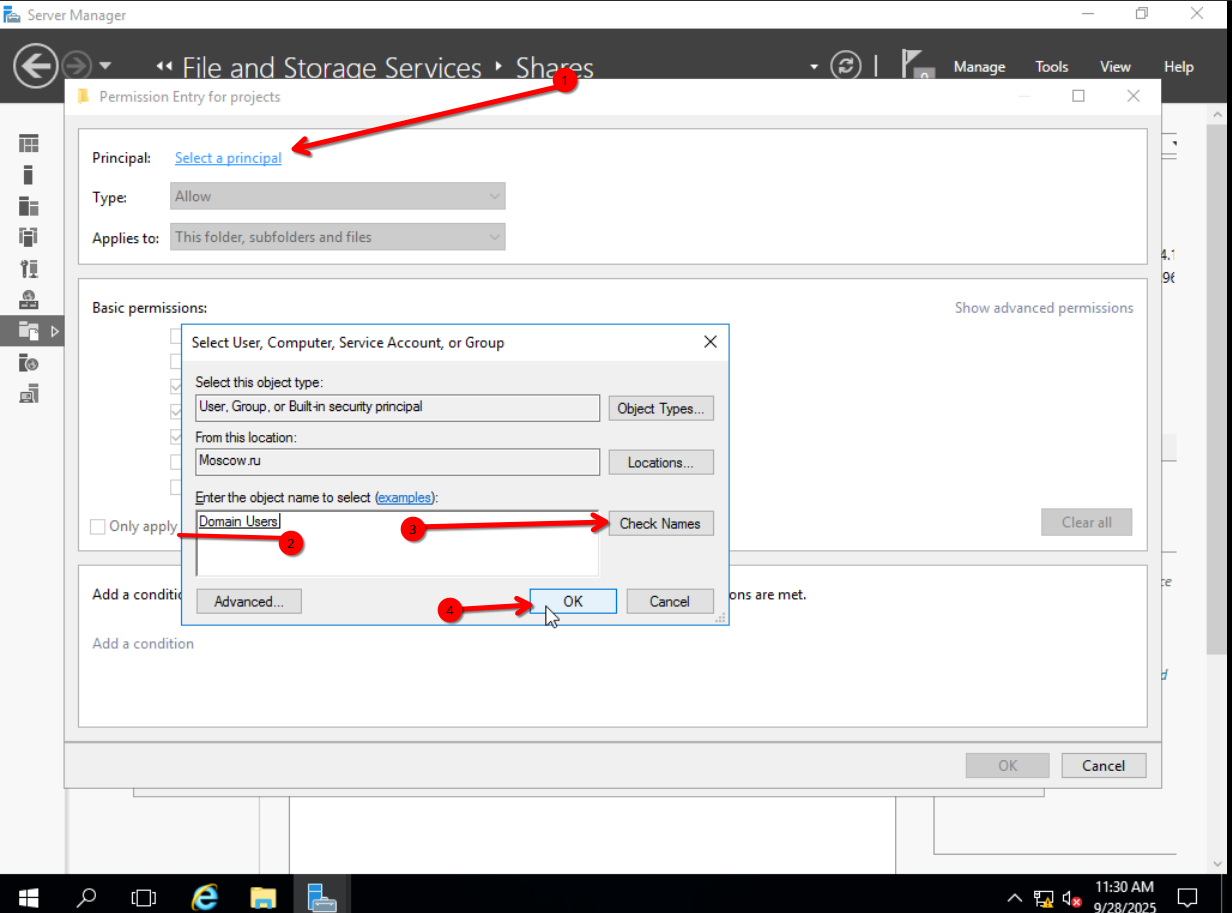 Server Manager
File and Storage Services
Shares
Manage
Tools
View
Help
1
Permission Entry for projects
Principal:
Select a principal
Type:
Allow
Applies to:
This folder, subfolders and files
4.1
96
Basic permissions:
Show advanced permissions
Select User, Computer, Service Account, or Group
Select this object type:
User, Group, or Built-in security principal
Object Types...
From this location:
Moscow.ru
Locations...
Enter the object name to select (examples):
Domain Users
3
Check Names
Only apply
Clear all
2
Add a conditio
ons are met.
Advanced...
4
OK
Cancel
Add a condition
OK
Cancel
11:30 AM
9/28/2025